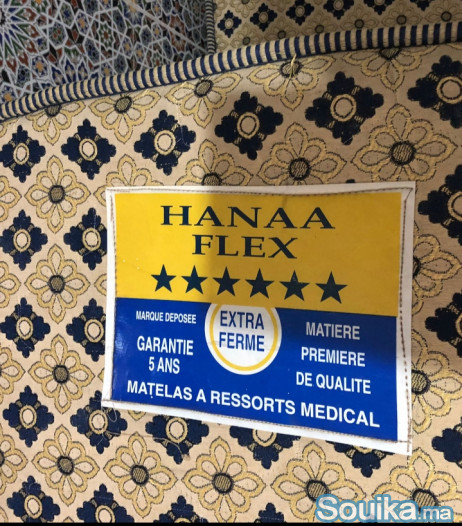 HANAA
FLEX
MARQUE DEPOSEE
GARANTIE
5 ANS
EXTRA
FERME
MATIERE
PREMIERE
DE QUALITE
MATELAS A RESSORTS MEDICAL
Souika.ma